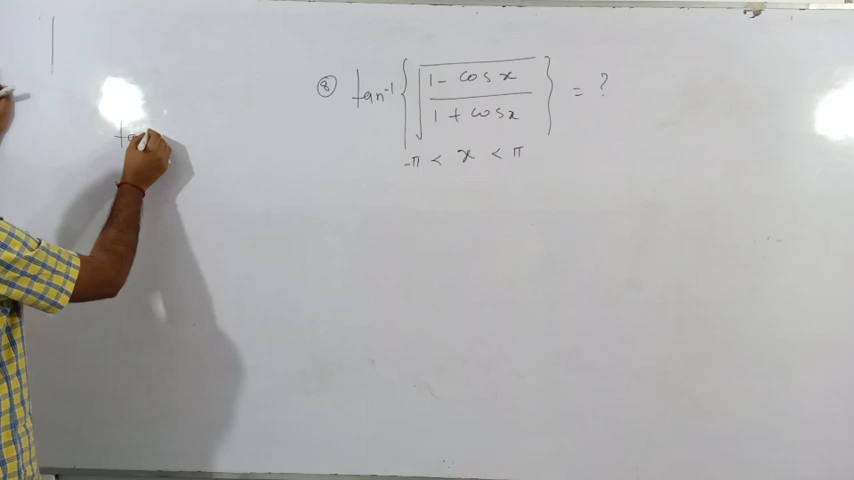 ⑧ tan⁻¹ { √((1 - cos x)/(1 + cos x)) } = ?
-π < x < π